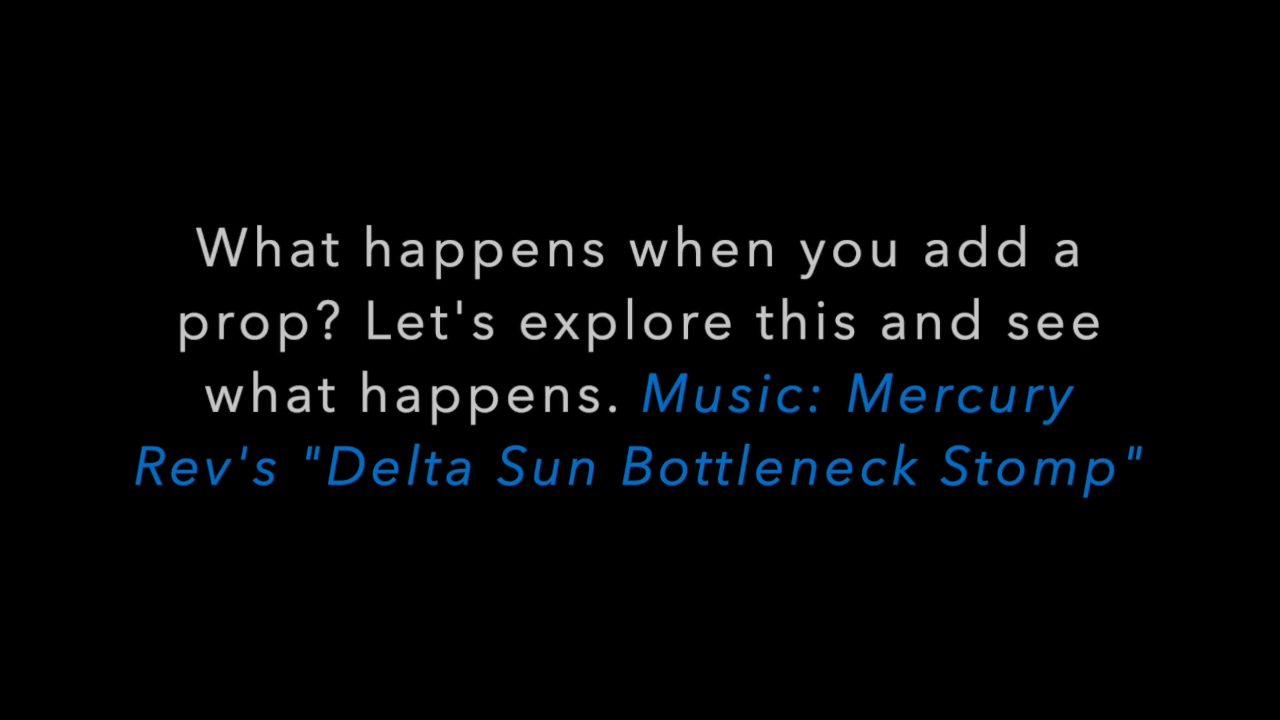 What happens when you add a
prop? Let's explore this and see
what happens. Music: Mercury
Rev's "Delta Sun Bottleneck Stomp"